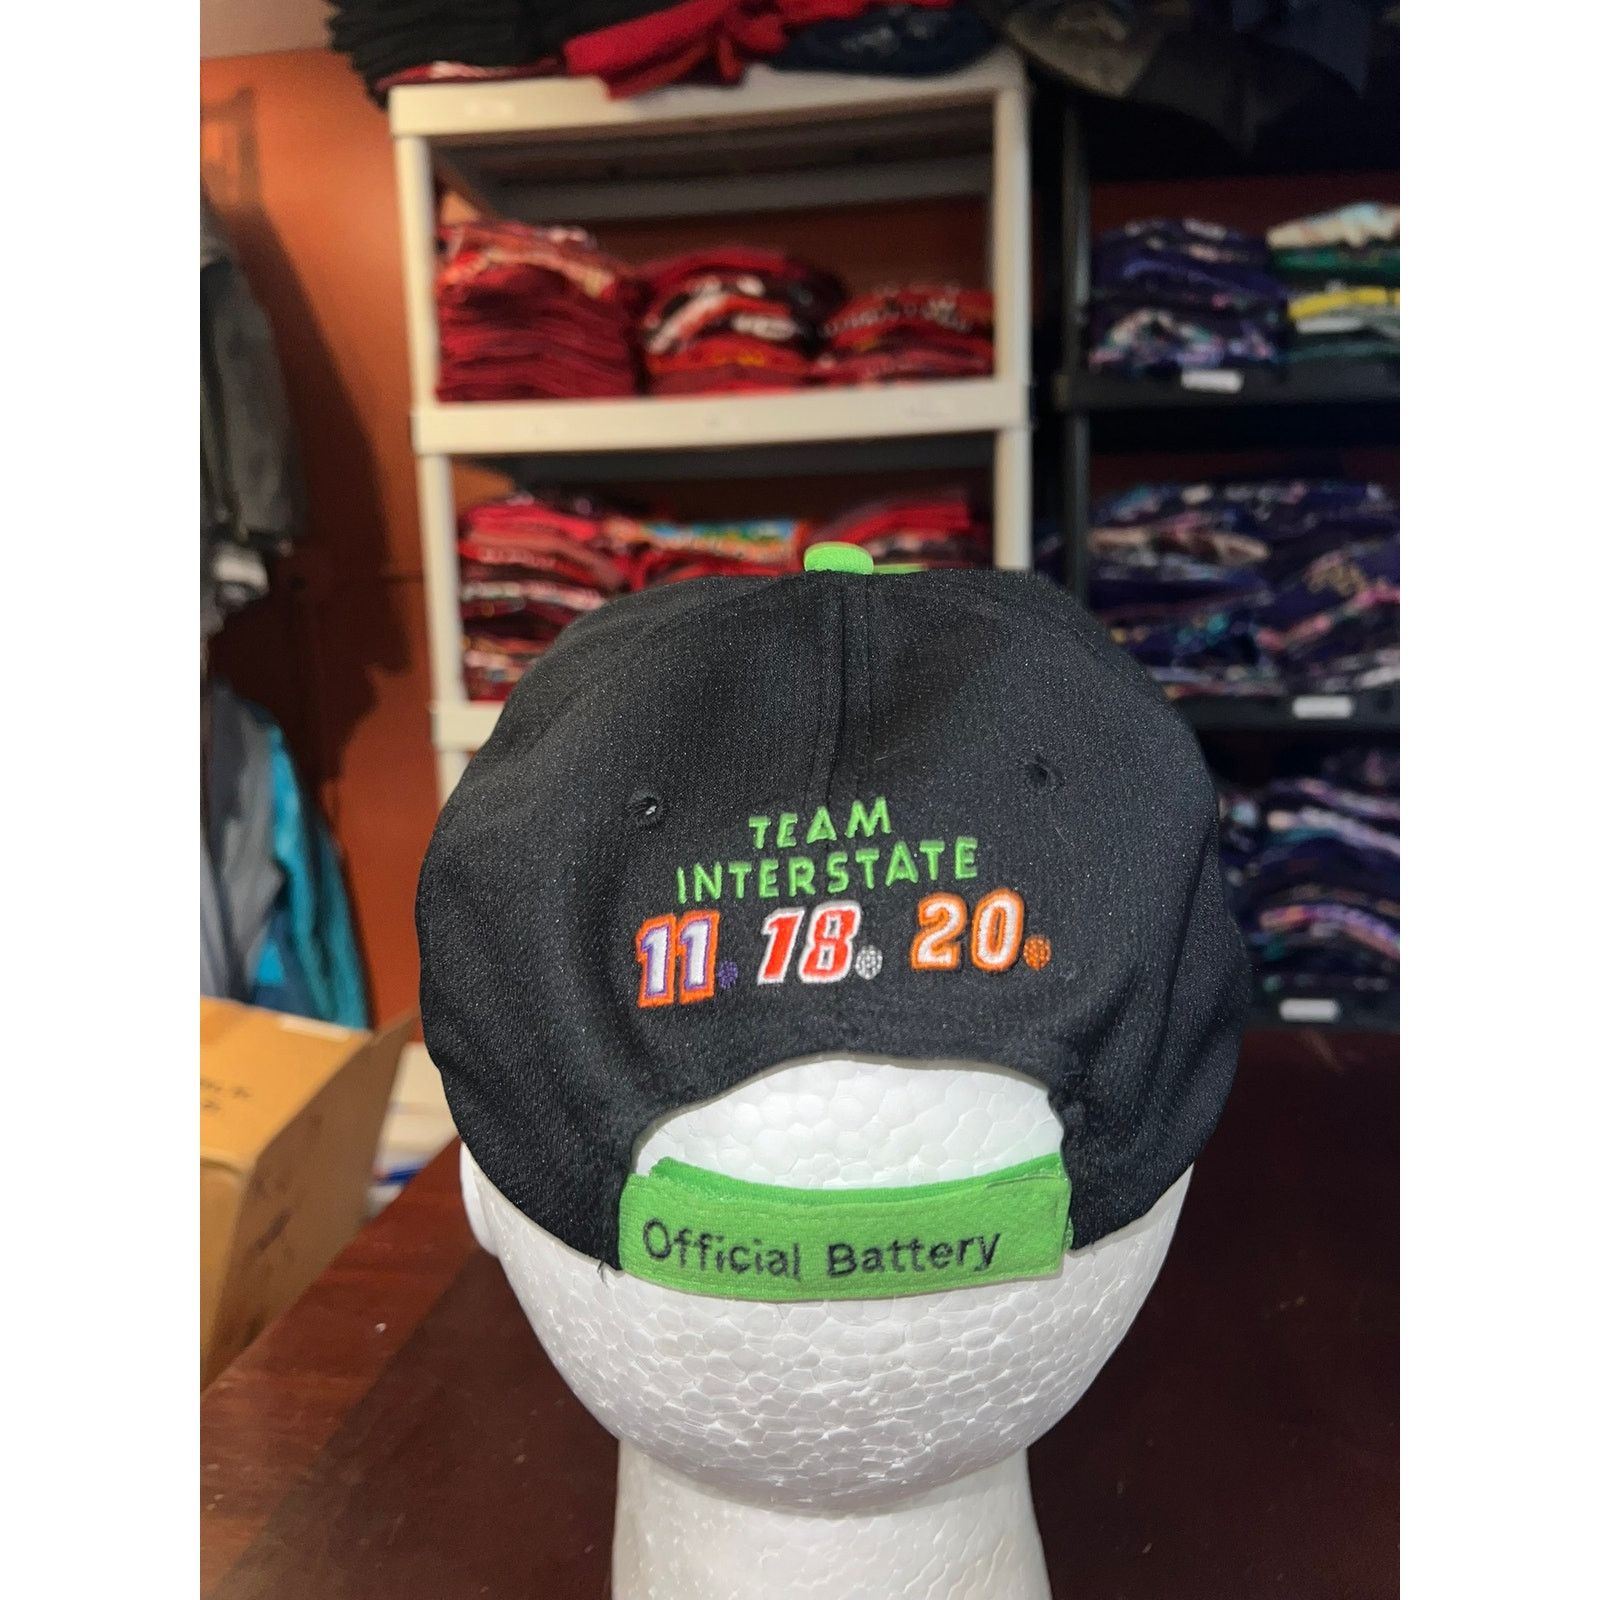 TEAM
INTERSTATE
11. 18. 20.
Official Battery